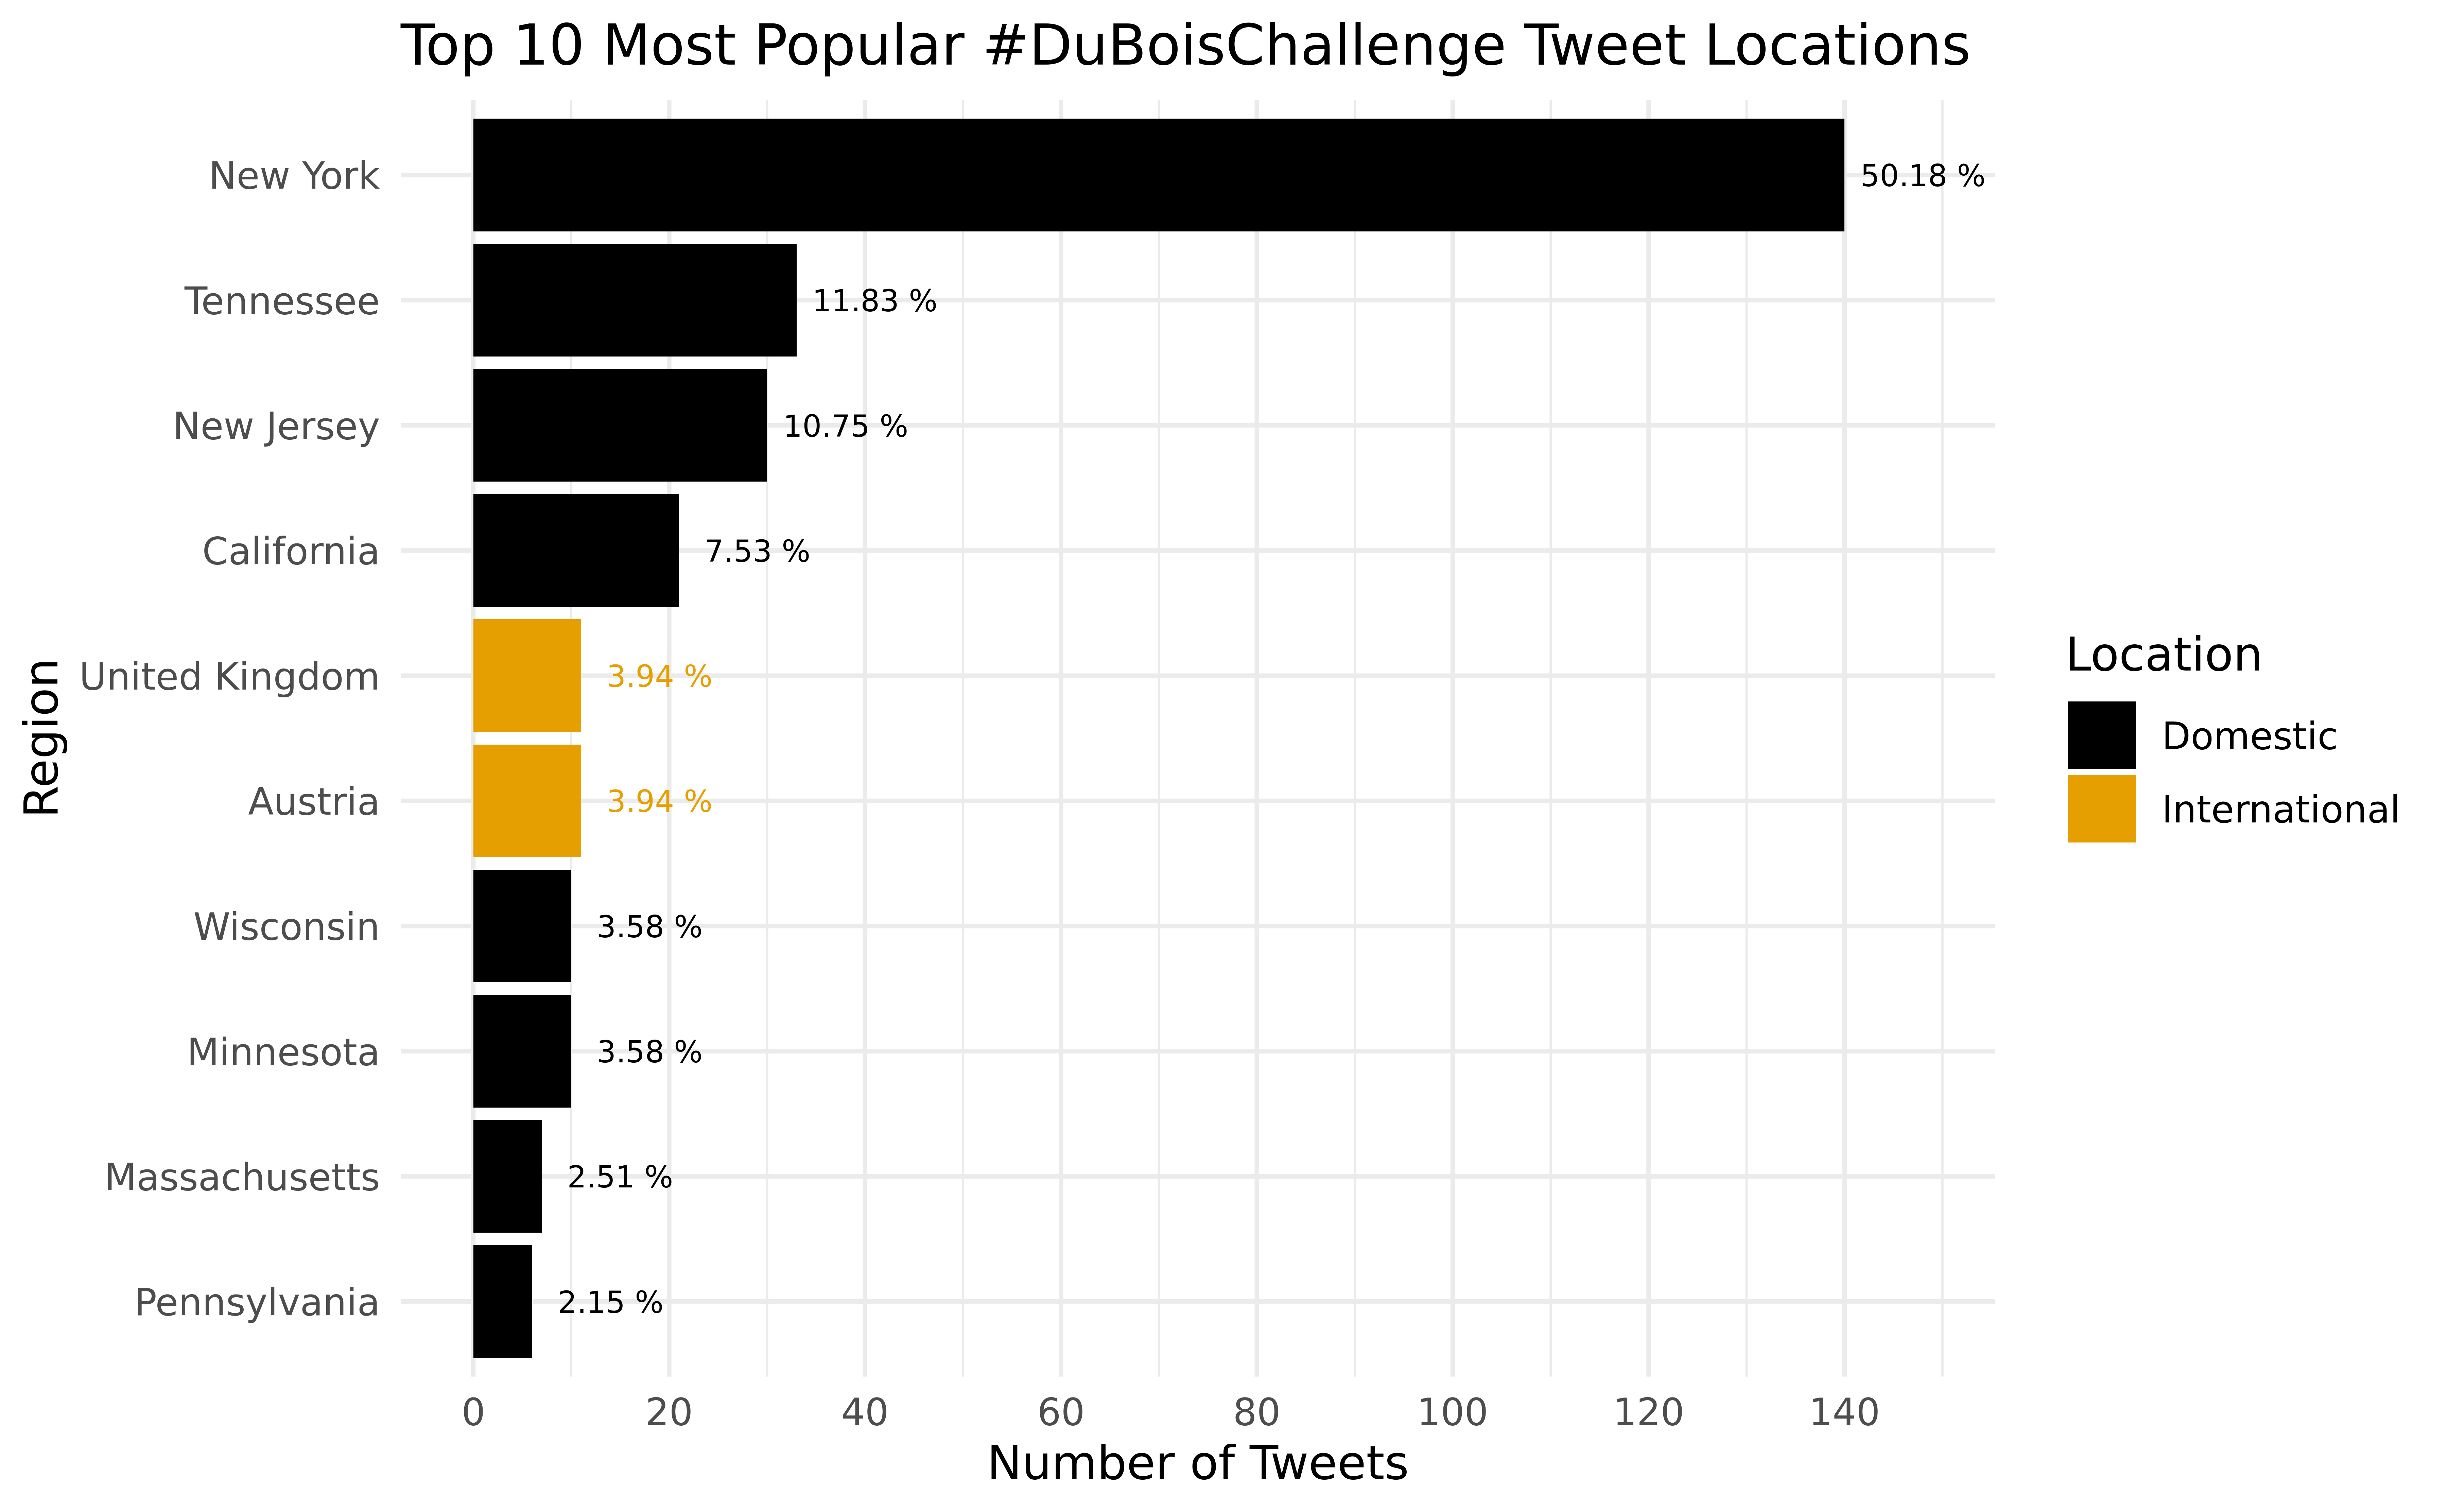 Top 10 Most Popular #DuBoisChallenge Tweet Locations
New York 50.18 %
Tennessee 11.83 %
New Jersey 10.75 %
California 7.53 %
United Kingdom 3.94 %
Austria 3.94 %
Wisconsin 3.58 %
Minnesota 3.58 %
Massachusetts 2.51 %
Pennsylvania 2.15 %
Region
0 20 40 60 80 100 120 140
Number of Tweets
Location
Domestic
International